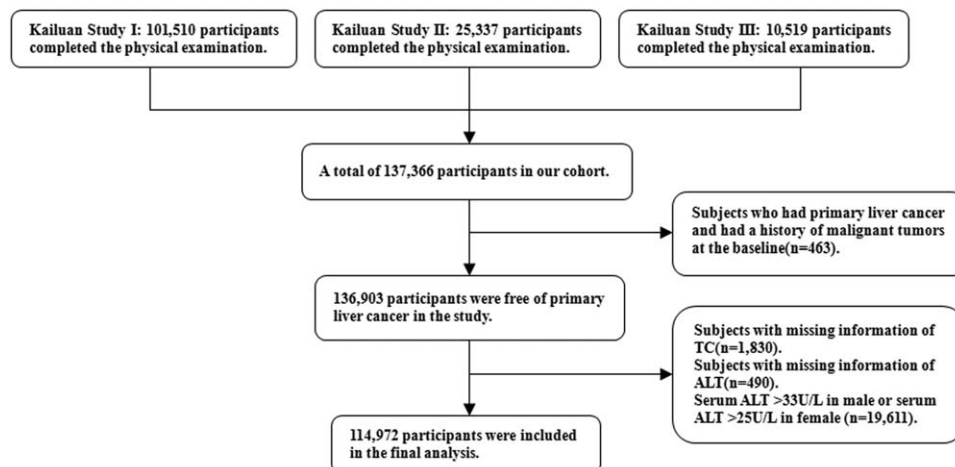 Kailuan Study I: 101,510 participants
completed the physical examination.
Kailuan Study II: 25,337 participants
completed the physical examination.
Kailuan Study III: 10,519 participants
completed the physical examination.
A total of 137,366 participants in our cohort.
Subjects who had primary liver cancer
and had a history of malignant tumors
at the baseline(n=463).
136,903 participants were free of primary
liver cancer in the study.
Subjects with missing information of
TC(n=1,830).
Subjects with missing information of
ALT(n=490).
Serum ALT >33U/L in male or serum
ALT >25U/L in female (n=19,611).
114,972 participants were included
in the final analysis.